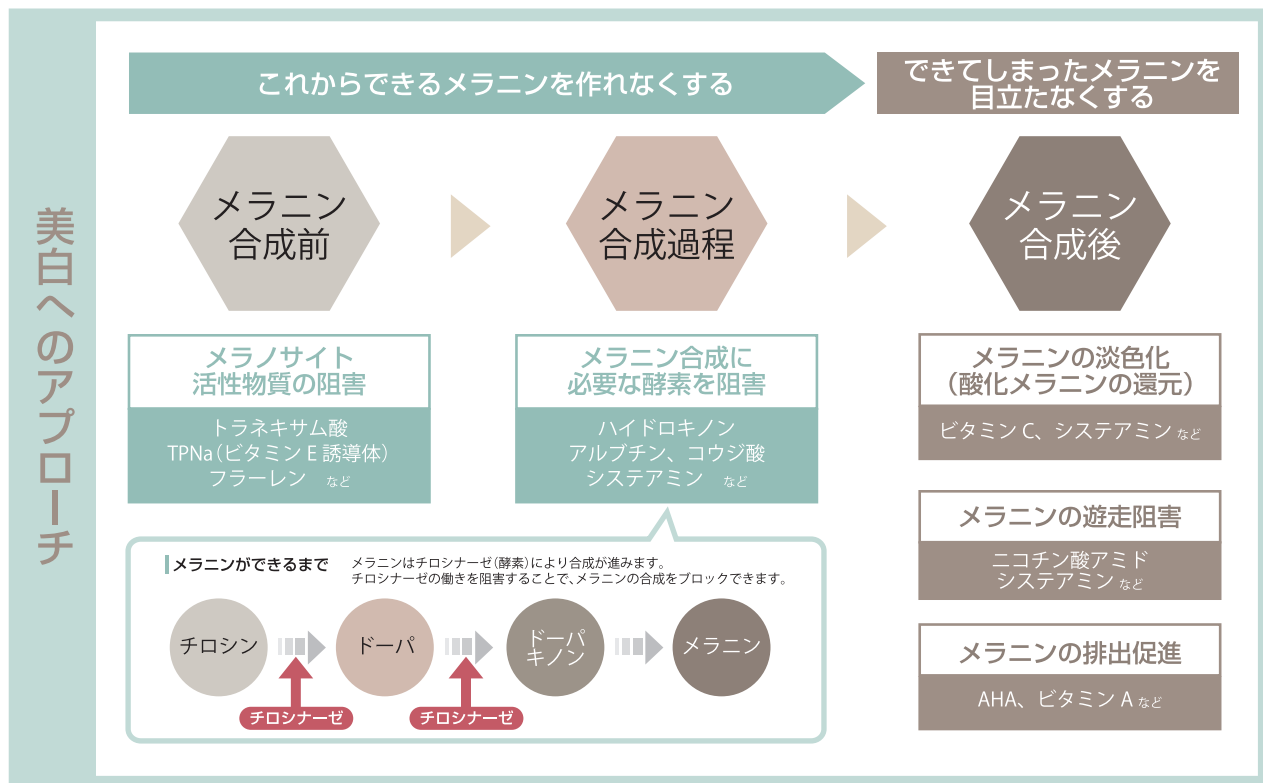 美白へのアプローチ
これからできるメラニンを作れなくする
できてしまったメラニンを
目立たなくする
メラニン
合成前
メラニン
合成過程
メラニン
合成後
メラノサイト
活性物質の阻害
トラネキサム酸
TPNa(ビタミンE誘導体)
フラーレン など
メラニン合成に
必要な酵素を阻害
ハイドロキノン
アルブチン、コウジ酸
システアミン など
メラニンの淡色化
(酸化メラニンの還元)
ビタミンC、システアミン など
メラニンの遊走阻害
ニコチン酸アミド
システアミン など
メラニンの排出促進
AHA、ビタミンA など
メラニンができるまで
メラニンはチロシナーゼ(酵素)により合成が進みます。
チロシナーゼの働きを阻害することで、メラニンの合成をブロックできます。
チロシン
ドーパ
ドーパ
キノン
メラニン
チロシナーゼ
チロシナーゼ